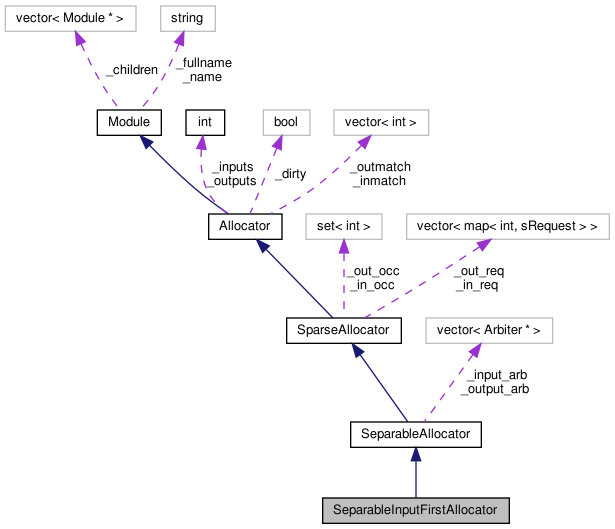 vector< Module * >
string
_children
_fullname
_name
Module
int
bool
vector< int >
_inputs
_outputs
_dirty
_outmatch
_inmatch
Allocator
set< int >
vector< map< int, sRequest > >
_out_occ
_in_occ
_out_req
_in_req
SparseAllocator
vector< Arbiter * >
_input_arb
_output_arb
SeparableAllocator
SeparableInputFirstAllocator